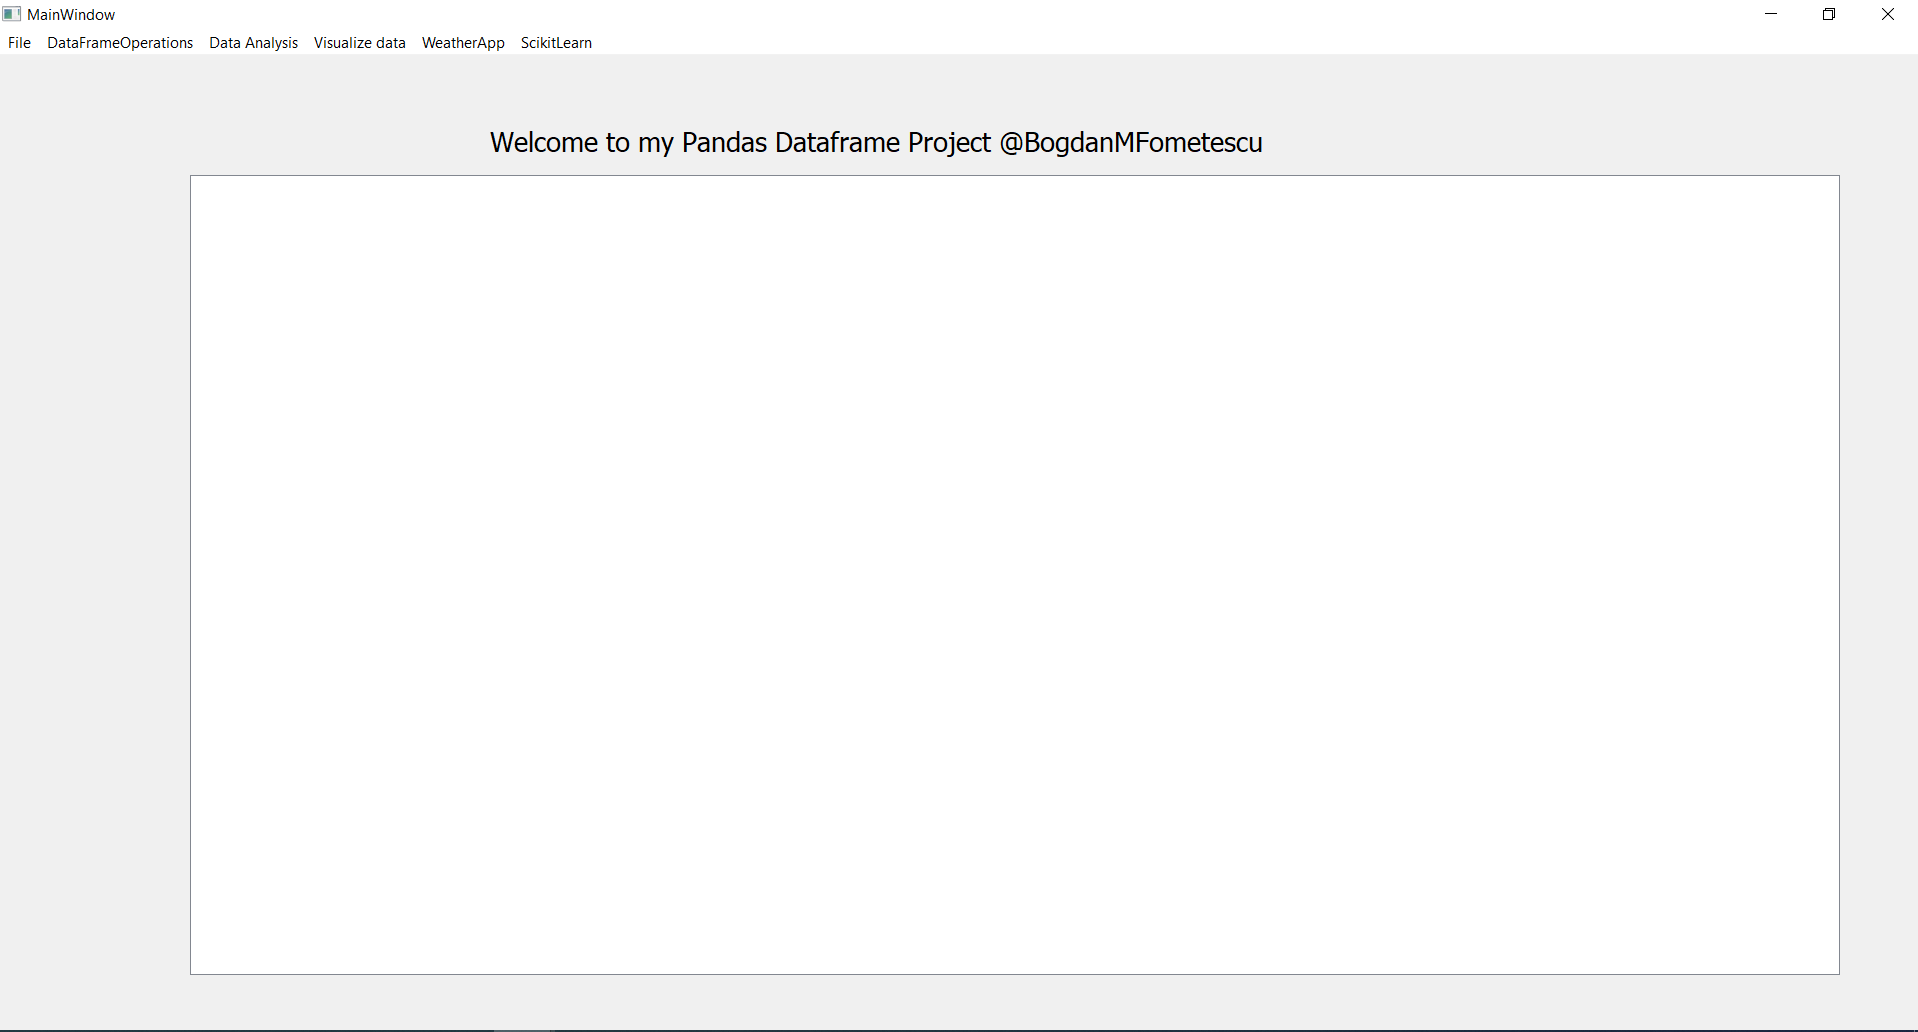 MainWindow
File DataFrameOperations Data Analysis Visualize data WeatherApp ScikitLearn
Welcome to my Pandas Dataframe Project @BogdanMFometescu